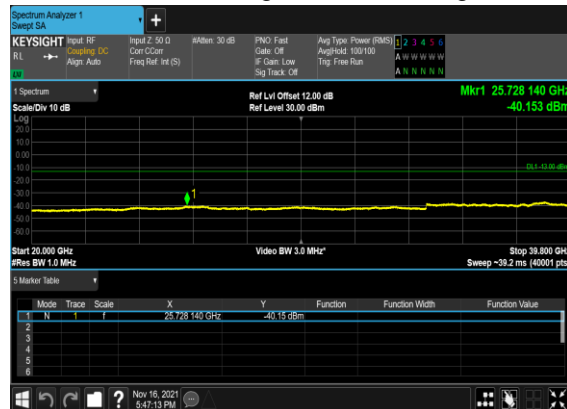 Spectrum Analyzer 1
Swept SA
+
KEYSIGHT Input: RF Input Z: 50 Ω #Atten: 30 dB PNO: Fast Avg Type: Power (RMS) 1 2 3 4 5 6
RL Coupling: DC Corr CCorr Gate: Off Avg|Hold: 100/100 A W W W W W
Align: Auto Freq Ref: Int (S) IF Gain: Low Trig: Free Run
Sig Track: Off A N N N N N
LW
1 Spectrum Ref Lvl Offset 12.00 dB Mkr1 25.728 140 GHz
Scale/Div 10 dB Ref Level 30.00 dBm -40.153 dBm
Log
20.0
10.0
0.00
-10.0 DL1 -13.00 dBm
-20.0
-30.0
1
-40.0
-50.0
-60.0
Start 20.000 GHz Video BW 3.0 MHz* Stop 39.800 GHz
#Res BW 1.0 MHz Sweep ~39.2 ms (40001 pts)
5 Marker Table
Mode Trace Scale X Y Function Function Width Function Value
1 N 1 f 25.728 140 GHz -40.15 dBm
2
3
4
5
6
? Nov 16, 2021
5:47:13 PM